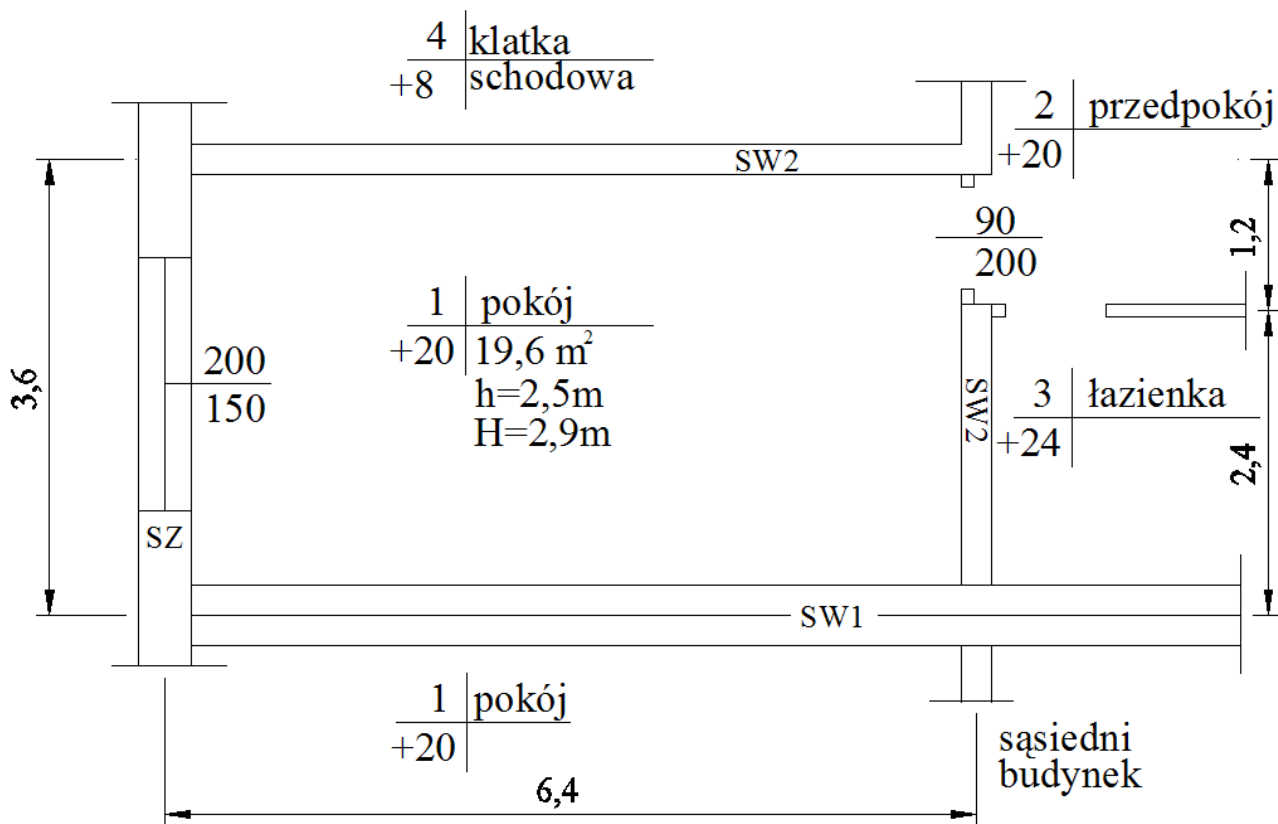 4 klatka
+8 schodowa
2 przedpokój
+20
SW2
3,6
90
200
1,2
1 pokój
+20 19,6 m²
h=2,5m
H=2,9m
200
150
SW2
3 łazienka
+24
2,4
SZ
SW1
1 pokój
+20
sąsiedni
budynek
6,4